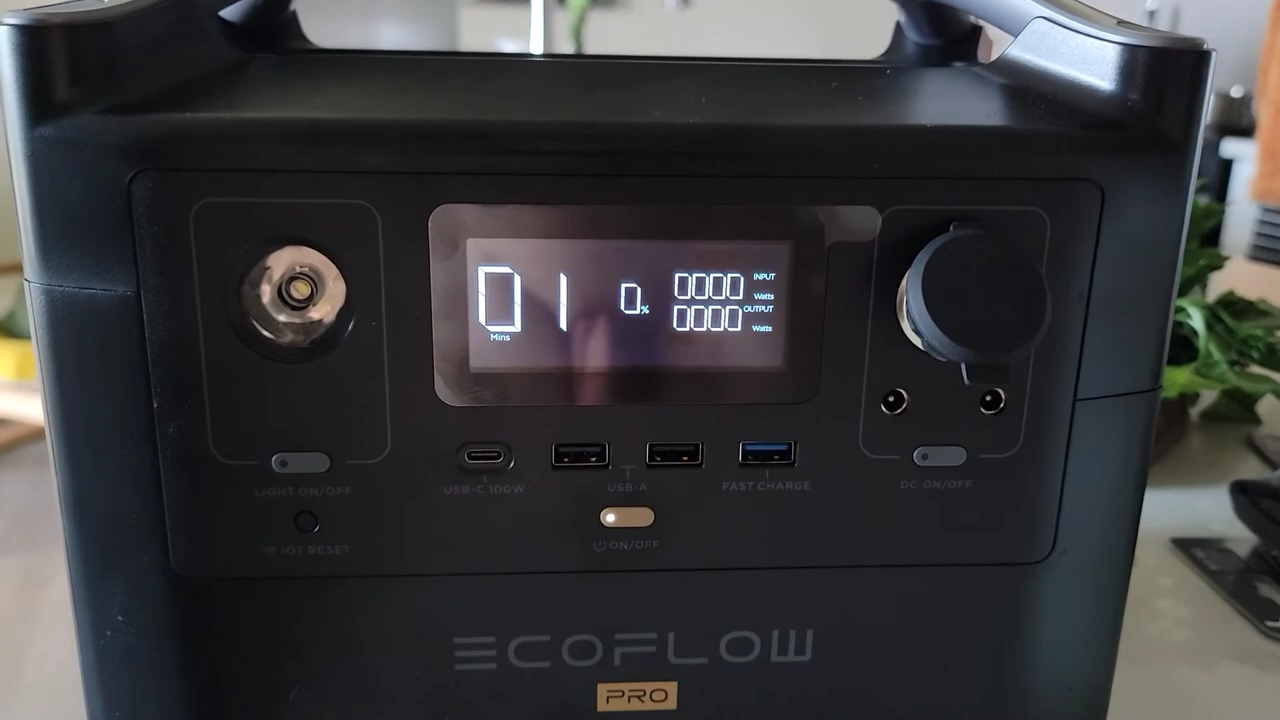 01
Mins
0%
0000 INPUT
Watts
0000 OUTPUT
Watts
LIGHT ON/OFF
USB-C 100W
USB-A
FAST CHARGE
DC ON/OFF
IOT RESET
ON/OFF
ECOFLOW
PRO